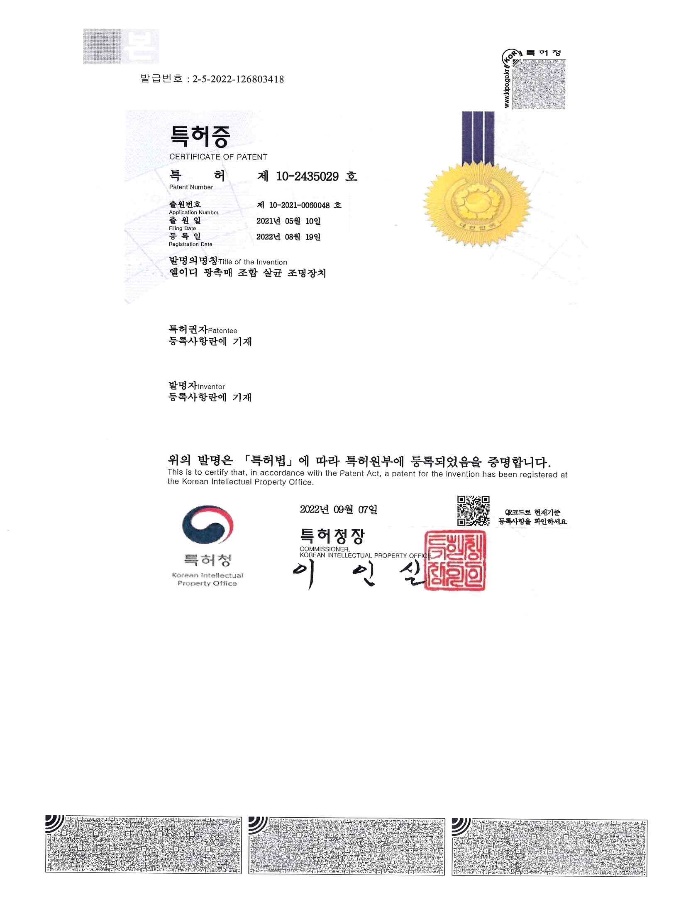 본
발급번호 : 2-5-2022-126803418
특허청
www.kipo.go.kr
특허증
CERTIFICATE OF PATENT
특 허 제 10-2435029 호
Patent Number
출원번호 제 10-2021-0060048 호
Application Number
출원일 2021년 05월 10일
Filing Date
등록일 2022년 08월 19일
Registration Date
발명의명칭 Title of the Invention
엘이디 광촉매 조합 살균 조명장치
특허권자 Patentee
등록사항란에 기재
발명자 Inventor
등록사항란에 기재
위의 발명은 「특허법」에 따라 특허원부에 등록되었음을 증명합니다.
This is to certify that, in accordance with the Patent Act, a patent for the invention has been registered at
the Korean Intellectual Property Office.
2022년 09월 07일
QR코드로 현재기준
등록사항을 확인하세요
특허청장
COMMISSIONER,
KOREAN INTELLECTUAL PROPERTY OFFICE
이 인 실
특허청
Korean Intellectual
Property Office